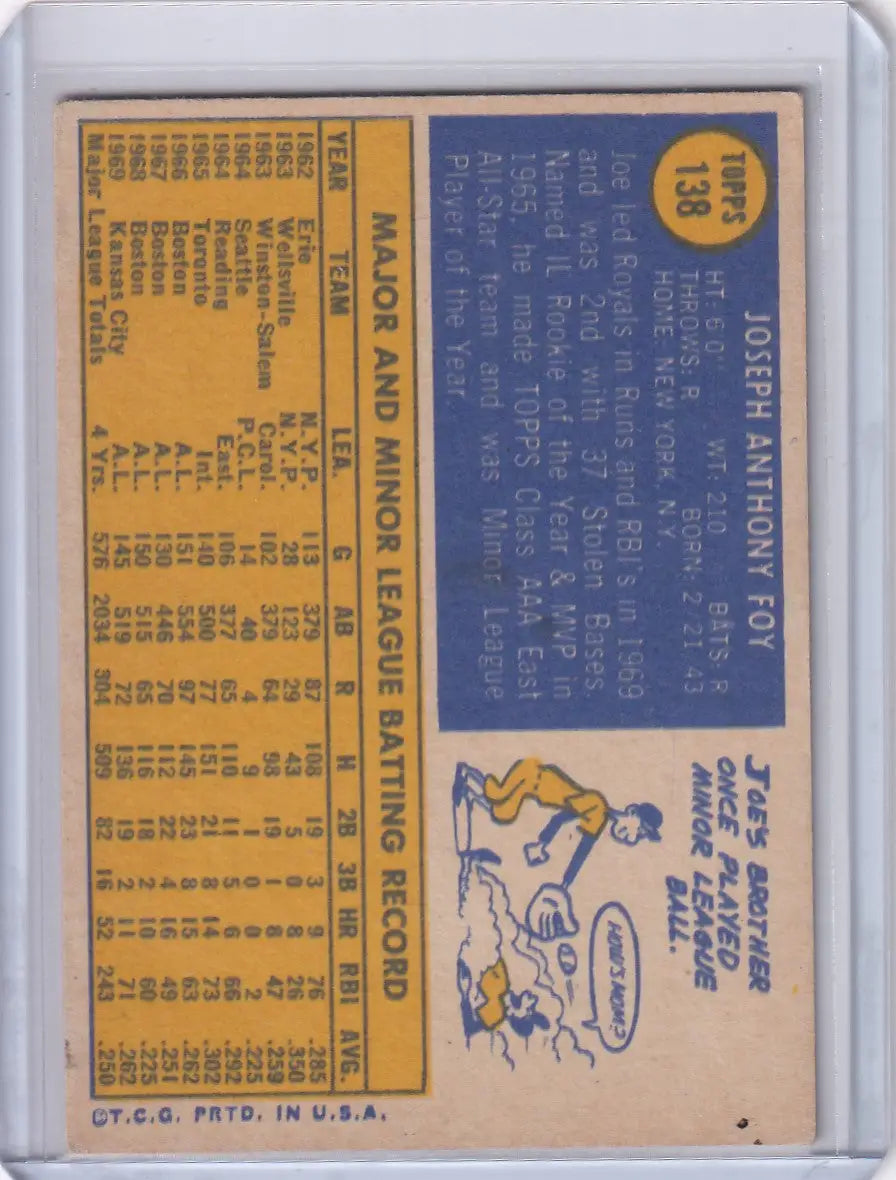 TOPPS
138
JOSEPH ANTHONY FOY
HT: 6'0" WT: 210 BATS: R
THROWS: R BORN: 2 21 43
HOME: NEW YORK, N.Y.
Joe led Royals in Runs and RBI's in 1969
and was 2nd with 37 Stolen Bases.
Named IL Rookie of the Year & MVP in
1965, he made TOPPS Class AAA East
All-Star team and was Minor League
Player of the Year.
JOE'S BROTHER
ONCE PLAYED
MINOR LEAGUE
BALL.
HOW'S MOM?
MAJOR AND MINOR LEAGUE BATTING RECORD
YEAR TEAM LEA. G AB R H 2B 3B HR RBI AVG.
1962 Erie N.Y.P. 113 379 87 108 19 3 9 76 .285
1963 Wellsville N.Y.P. 28 123 29 43 5 0 8 26 .350
1963 Winston-Salem Carol. 102 379 64 98 19 1 8 47 .259
1964 Seattle P.C.L. 14 40 4 9 1 0 0 2 .225
1964 Reading East. 106 377 65 110 11 5 6 66 .292
1965 Toronto Int. 140 500 77 151 21 8 14 73 .302
1966 Boston A.L. 151 554 97 145 23 8 15 63 .262
1967 Boston A.L. 130 446 70 112 22 4 16 49 .251
1968 Boston A.L. 150 515 65 116 18 2 10 60 .225
1969 Kansas City A.L. 145 519 72 136 19 2 11 71 .262
Major League Totals 4 Yrs. 576 2034 304 509 82 16 52 243 .250
©T.C.G. PRTD. IN U.S.A.